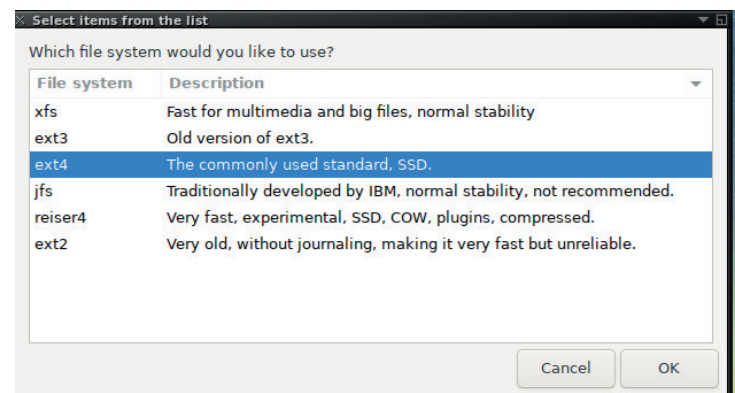 Select items from the list
Which file system would you like to use?
File system Description
xfs Fast for multimedia and big files, normal stability
ext3 Old version of ext3.
ext4 The commonly used standard, SSD.
jfs Traditionally developed by IBM, normal stability, not recommended.
reiser4 Very fast, experimental, SSD, COW, plugins, compressed.
ext2 Very old, without journaling, making it very fast but unreliable.
Cancel OK